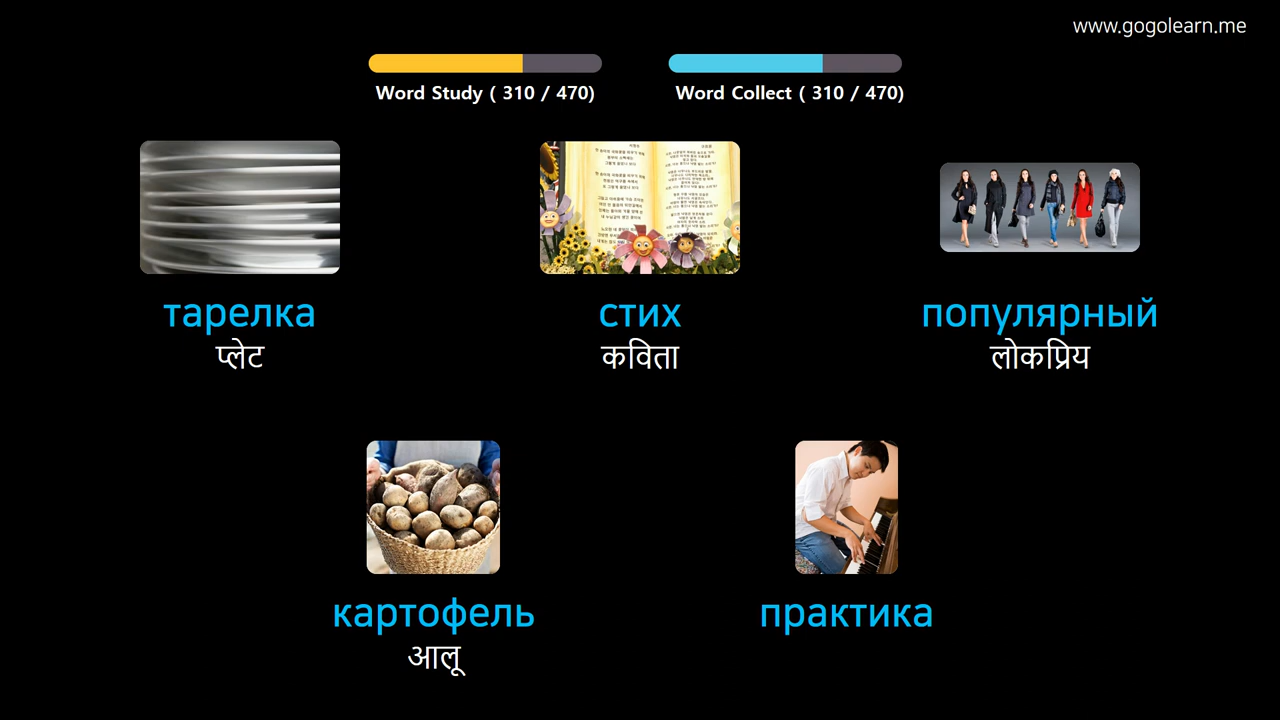 www.gogolearn.me
Word Study ( 310 / 470)
Word Collect ( 310 / 470)
тарелка
प्लेट
стих
कविता
популярный
लोकप्रिय
картофель
आलू
практика